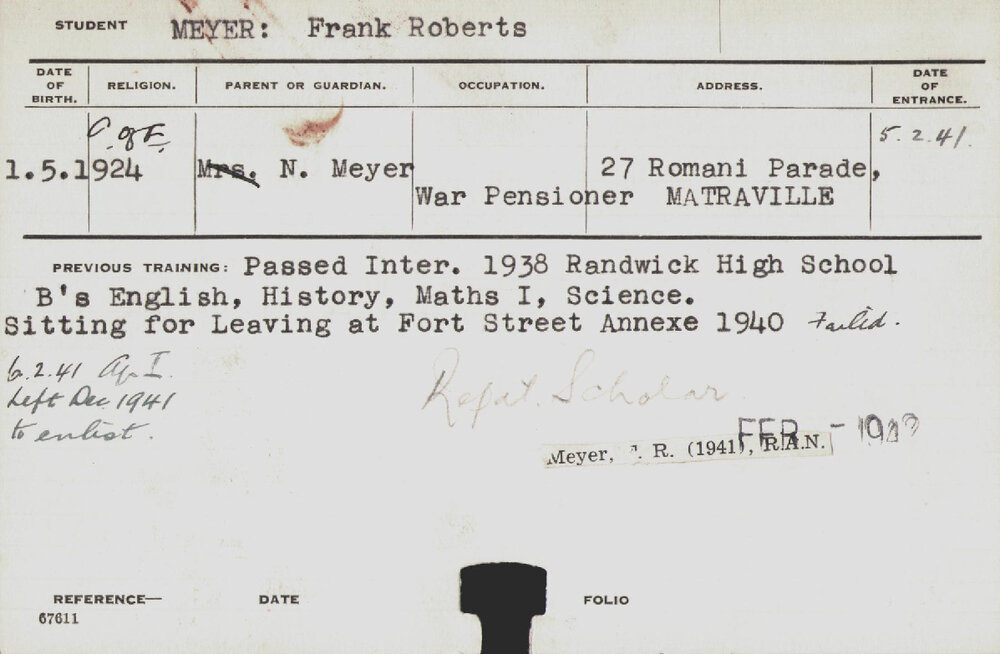 STUDENT MEYER: Frank Roberts
DATE OF BIRTH. RELIGION. PARENT OR GUARDIAN. OCCUPATION. ADDRESS. DATE OF ENTRANCE.
C. of E. 5.2.41.
1.5.1924 Mrs. N. Meyer 27 Romani Parade,
War Pensioner MATRAVILLE
PREVIOUS TRAINING: Passed Inter. 1938 Randwick High School
B's English, History, Maths I, Science.
Sitting for Leaving at Fort Street Annexe 1940 Failed.
6.2.41 Ap. I.
Left Dec 1941
to enlist.
Repat. Scholar
FEB - 194
Meyer, . R. (1941), R.A.N.
REFERENCE— DATE FOLIO
67611